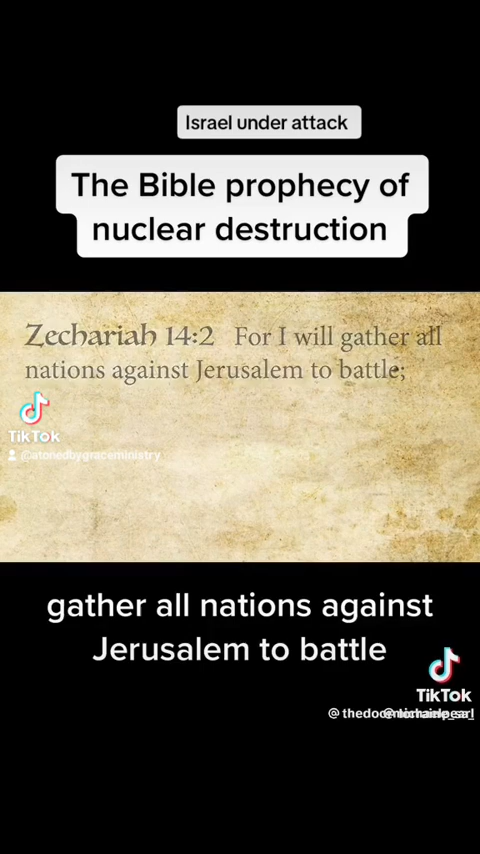 Israel under attack
The Bible prophecy of
nuclear destruction
Zechariah 14:2 For I will gather all
nations against Jerusalem to battle;
TikTok
@atonedbygraceministry
gather all nations against
Jerusalem to battle
TikTok